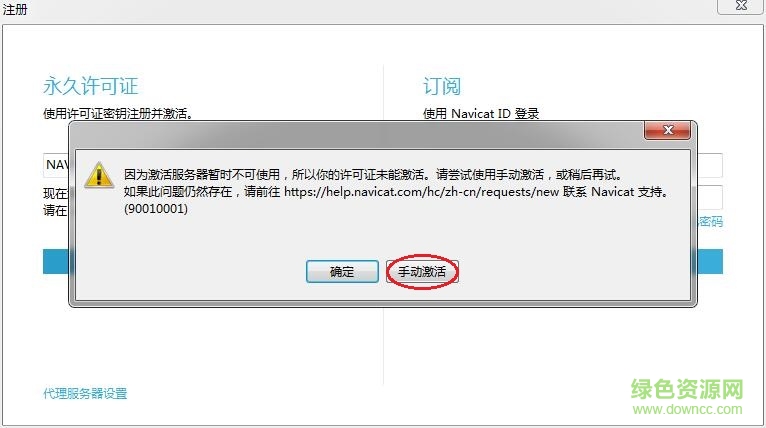 注册
永久许可证
使用许可证密钥注册并激活。
订阅
使用 Navicat ID 登录
NAV
现在
请在
因为激活服务器暂时不可使用，所以你的许可证未能激活。请尝试使用手动激活，或稍后再试。
如果此问题仍然存在，请前往 https://help.navicat.com/hc/zh-cn/requests/new 联系 Navicat 支持。
(90010001)
密码
确定
手动激活
代理服务器设置
绿色资源网
www.downcc.com